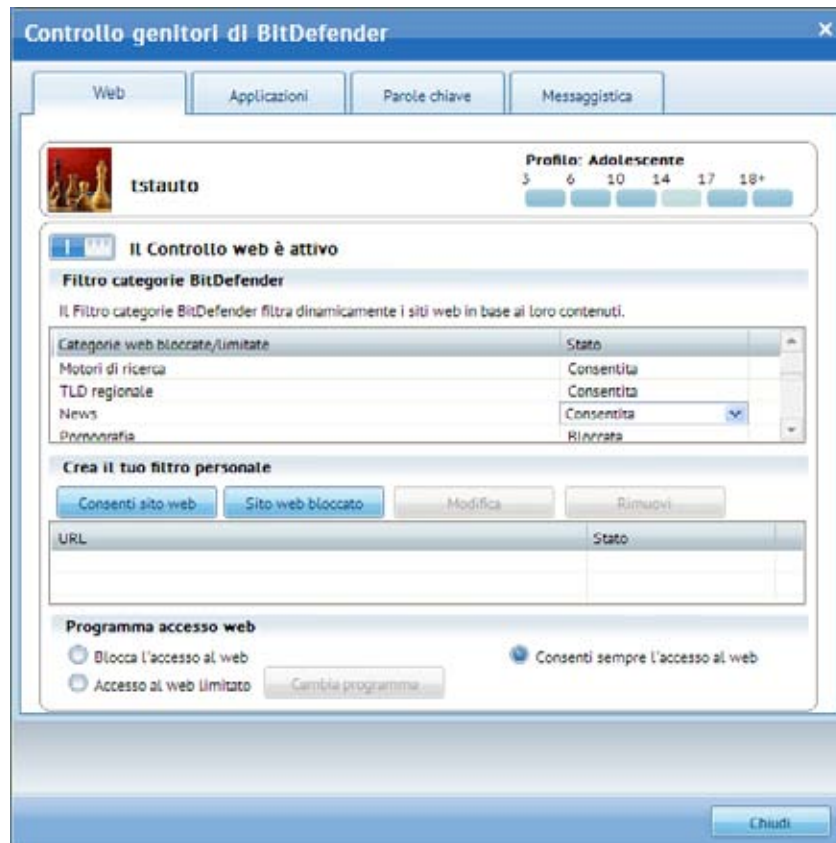 Controllo genitori di BitDefender
Web Applicazioni Parole chiave Messaggistica
Profilo: Adolescente
3 6 10 14 17 18+
tstauto
Il Controllo web è attivo
Filtro categorie BitDefender
Il Filtro categorie BitDefender filtra dinamicamente i siti web in base ai loro contenuti.
Categorie web bloccate/limitate Stato
Motori di ricerca Consentita
TLD regionale Consentita
News Consentita
Pornografia Bloccata
Crea il tuo filtro personale
Consenti sito web Sito web bloccato Modifica Rimuovi
URL Stato
Programma accesso web
Blocca l'accesso al web Consenti sempre l'accesso al web
Accesso al web limitato Cambia programma
Chiudi